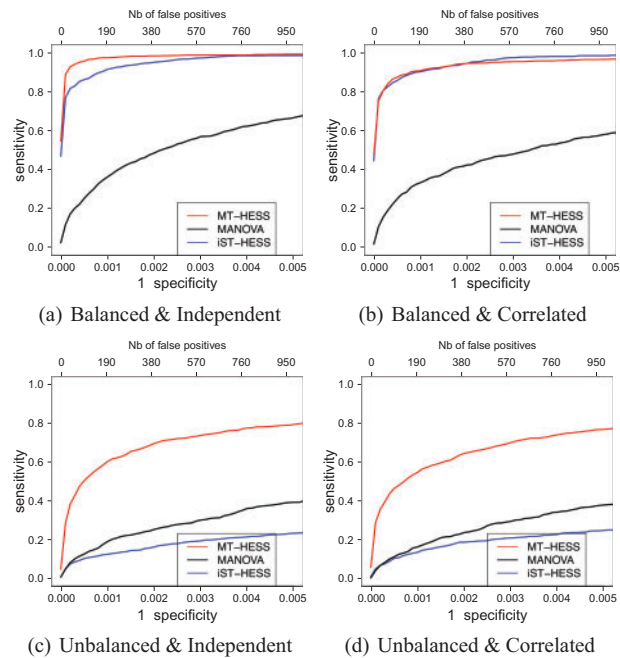 Nb of false positives
0 190 380 570 760 950
1.0
0.8
0.6
0.4
0.2
0.0
sensitivity
MT-HESS
MANOVA
iST-HESS
0.000 0.001 0.002 0.003 0.004 0.005
1 specificity
(a) Balanced & Independent
Nb of false positives
0 190 380 570 760 950
1.0
0.8
0.6
0.4
0.2
0.0
sensitivity
MT-HESS
MANOVA
iST-HESS
0.000 0.001 0.002 0.003 0.004 0.005
1 specificity
(b) Balanced & Correlated
Nb of false positives
0 190 380 570 790 950
1.0
0.8
0.6
0.4
0.2
0.0
sensitivity
MT-HESS
MANOVA
iST-HESS
0.000 0.001 0.002 0.003 0.004 0.005
1 specificity
(c) Unbalanced & Independent
Nb of false positives
0 190 380 570 790 950
1.0
0.8
0.6
0.4
0.2
0.0
sensitivity
MT-HESS
MANOVA
iST-HESS
0.000 0.001 0.002 0.003 0.004 0.005
1 specificity
(d) Unbalanced & Correlated